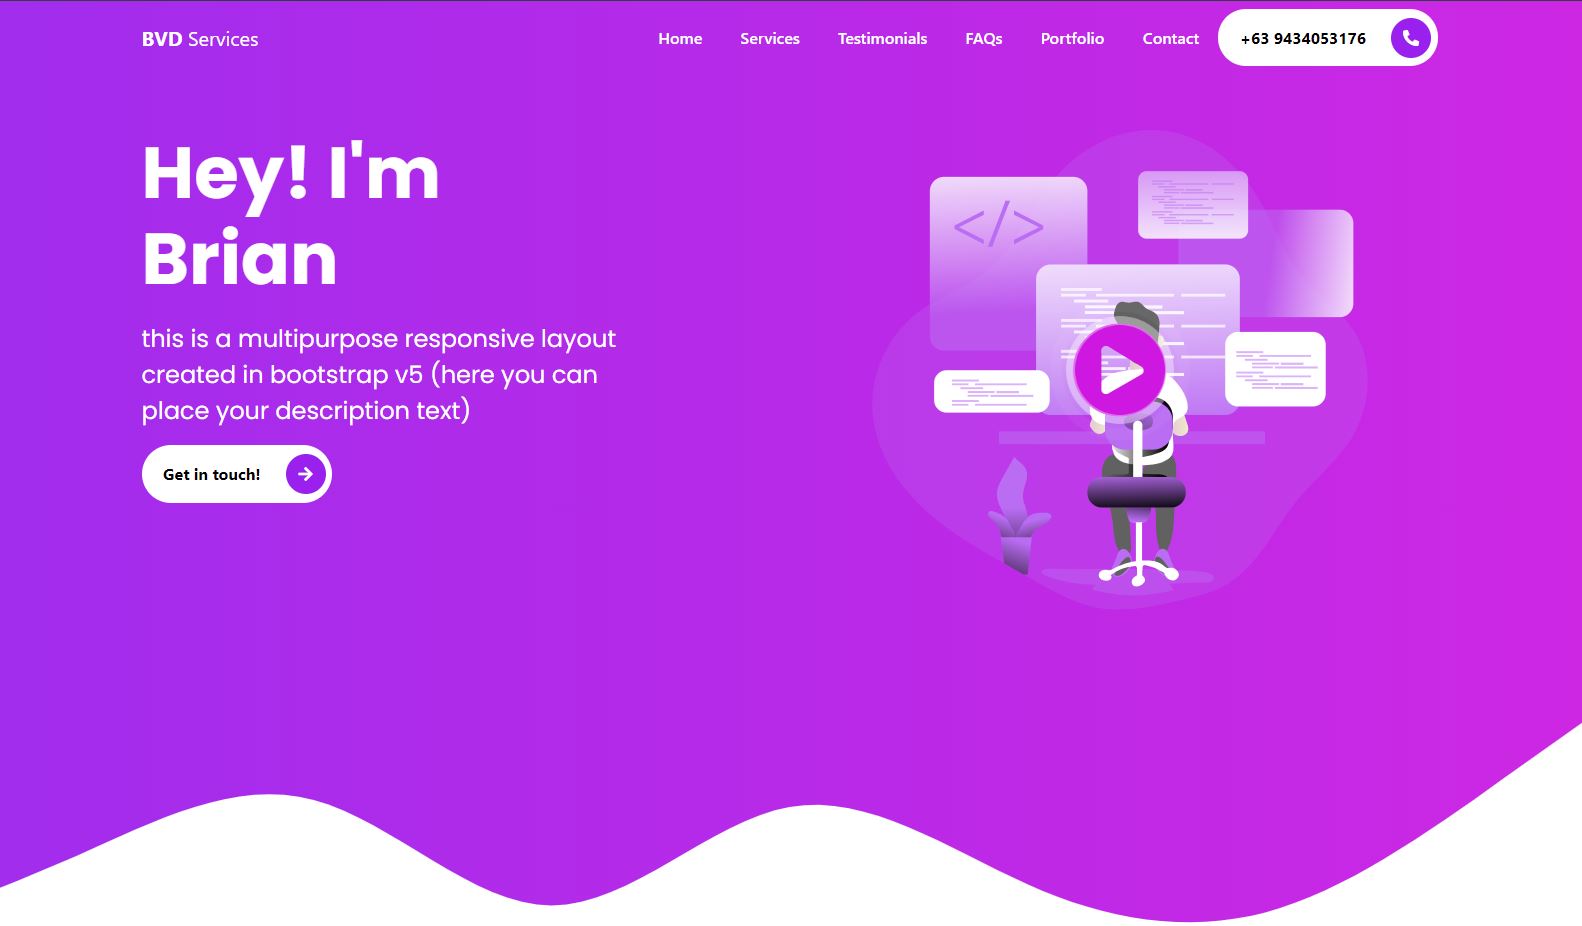 BVD Services
Home Services Testimonials FAQs Portfolio Contact +63 9434053176
Hey! I'm
Brian
</>
this is a multipurpose responsive layout
created in bootstrap v5 (here you can
place your description text)
Get in touch!